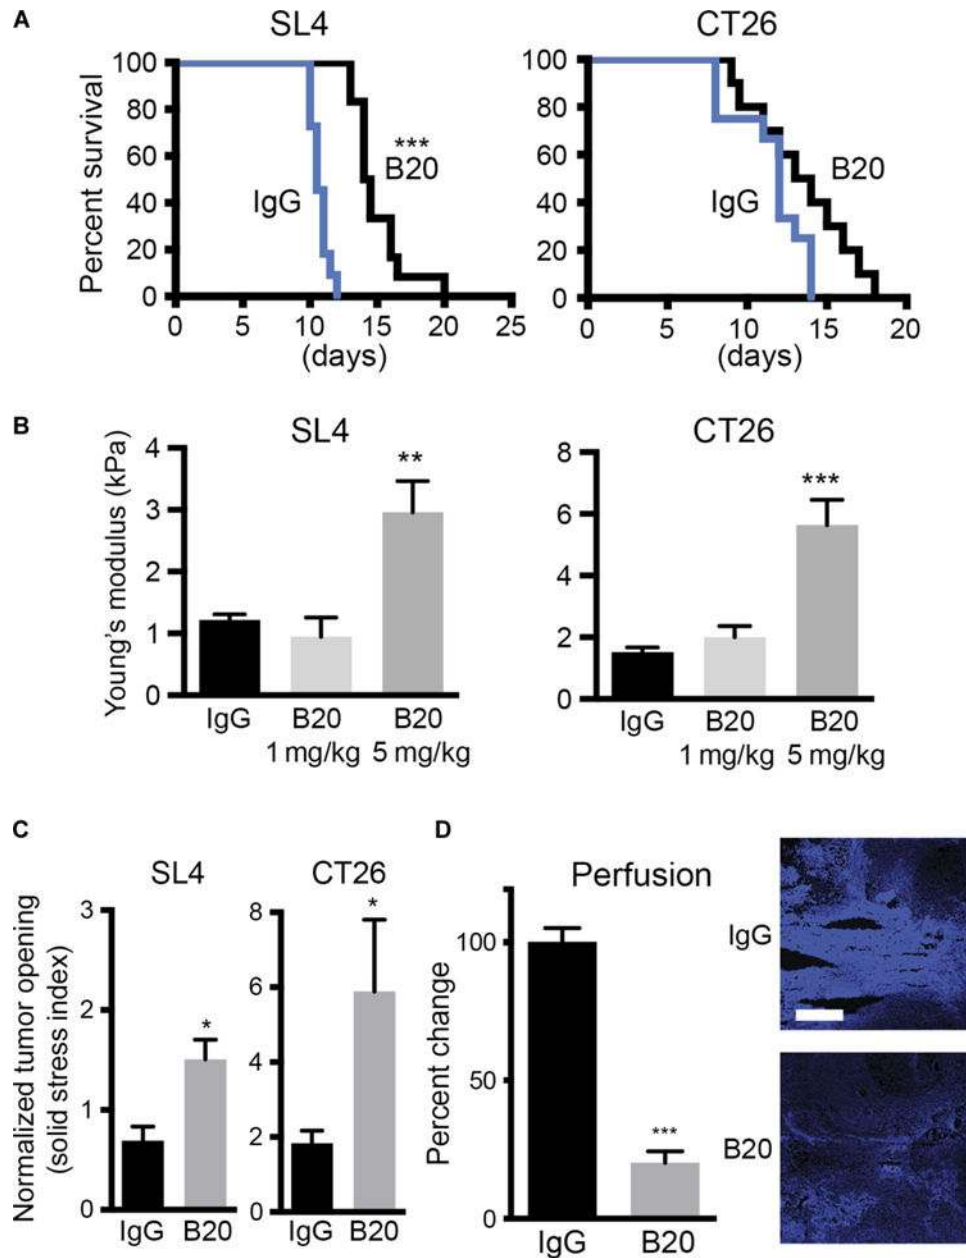 A
SL4
CT26
Percent survival
100
80
60
40
20
0
***
B20
IgG
0 5 10 15 20 25
(days)
100
80
60
40
20
0
B20
IgG
0 5 10 15 20
(days)
B
SL4
CT26
Young's modulus (kPa)
4
3
2
1
0
**
IgG B20 B20
1 mg/kg 5 mg/kg
8
6
4
2
0
***
IgG B20 B20
1 mg/kg 5 mg/kg
C
SL4
CT26
Normalized tumor opening
(solid stress index)
3
2
1
0
*
IgG B20
8
6
4
2
0
*
IgG B20
D
Perfusion
Percent change
100
50
0
***
IgG B20
IgG
B20